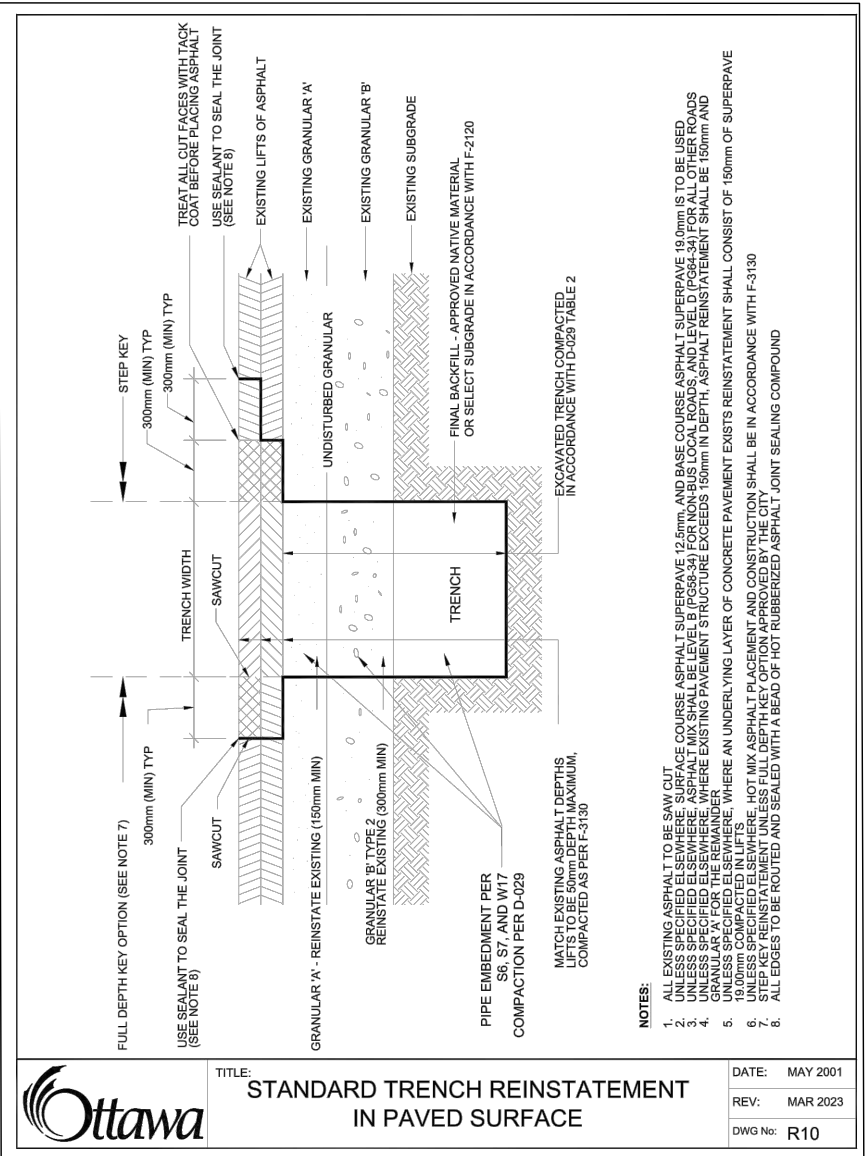 FULL DEPTH KEY OPTION (SEE NOTE 7)
STEP KEY
300mm (MIN) TYP
TRENCH WIDTH
300mm (MIN) TYP
300mm (MIN) TYP
USE SEALANT TO SEAL THE JOINT
(SEE NOTE 8)
SAWCUT
SAWCUT
TREAT ALL CUT FACES WITH TACK
COAT BEFORE PLACING ASPHALT
USE SEALANT TO SEAL THE JOINT
(SEE NOTE 8)
EXISTING LIFTS OF ASPHALT
EXISTING GRANULAR 'A'
UNDISTURBED GRANULAR
EXISTING GRANULAR 'B'
EXISTING SUBGRADE
GRANULAR 'A' - REINSTATE EXISTING (150mm MIN)
GRANULAR 'B' TYPE 2
REINSTATE EXISTING (300mm MIN)
TRENCH
FINAL BACKFILL - APPROVED NATIVE MATERIAL
OR SELECT SUBGRADE IN ACCORDANCE WITH F-2120
PIPE EMBEDMENT PER
S6, S7, AND W17
COMPACTION PER D-029
MATCH EXISTING ASPHALT DEPTHS
LIFTS TO BE 50mm DEPTH MAXIMUM,
COMPACTED AS PER F-3130
EXCAVATED TRENCH COMPACTED
IN ACCORDANCE WITH D-029 TABLE 2
NOTES:
1. ALL EXISTING ASPHALT TO BE SAW CUT
2. UNLESS SPECIFIED ELSEWHERE, SURFACE COURSE ASPHALT SUPERPAVE 12.5mm, AND BASE COURSE ASPHALT SUPERPAVE 19.0mm IS TO BE USED
3. UNLESS SPECIFIED ELSEWHERE, ASPHALT MIX SHALL BE LEVEL B (PG58-34) FOR NON-BUS LOCAL ROADS, AND LEVEL D (PG64-34) FOR ALL OTHER ROADS
4. UNLESS SPECIFIED ELSEWHERE, WHERE EXISTING PAVEMENT STRUCTURE EXCEEDS 150mm IN DEPTH, ASPHALT REINSTATEMENT SHALL BE 150mm AND
GRANULAR 'A' FOR THE REMAINDER
5. UNLESS SPECIFIED ELSEWHERE, WHERE AN UNDERLYING LAYER OF CONCRETE PAVEMENT EXISTS REINSTATEMENT SHALL CONSIST OF 150mm OF SUPERPAVE
19.00mm COMPACTED IN LIFTS
6. UNLESS SPECIFIED ELSEWHERE, HOT MIX ASPHALT PLACEMENT AND CONSTRUCTION SHALL BE IN ACCORDANCE WITH F-3130
7. STEP KEY REINSTATEMENT UNLESS FULL DEPTH KEY OPTION APPROVED BY THE CITY
8. ALL EDGES TO BE ROUTED AND SEALED WITH A BEAD OF HOT RUBBERIZED ASPHALT JOINT SEALING COMPOUND
Ottawa
TITLE:
STANDARD TRENCH REINSTATEMENT
IN PAVED SURFACE
DATE: MAY 2001
REV: MAR 2023
DWG No: R10